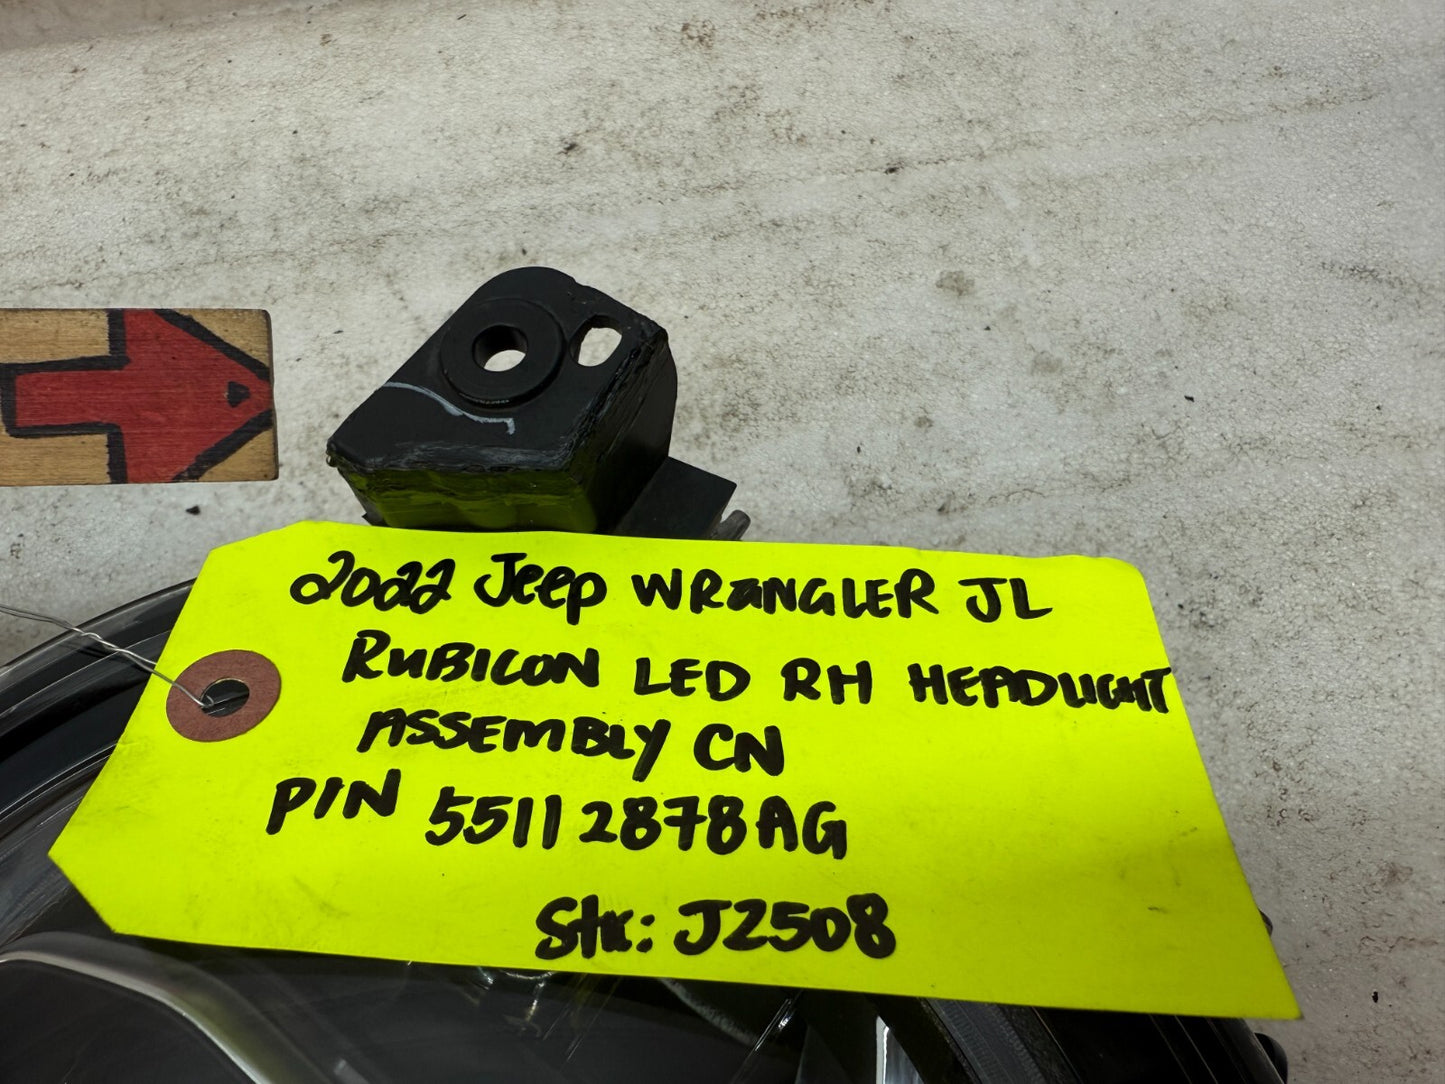 2022 Jeep WRANGLER JL
RUBICON LED RH HEADLIGHT
ASSEMBLY CN
P/N 55112878AG
Stk: J2508